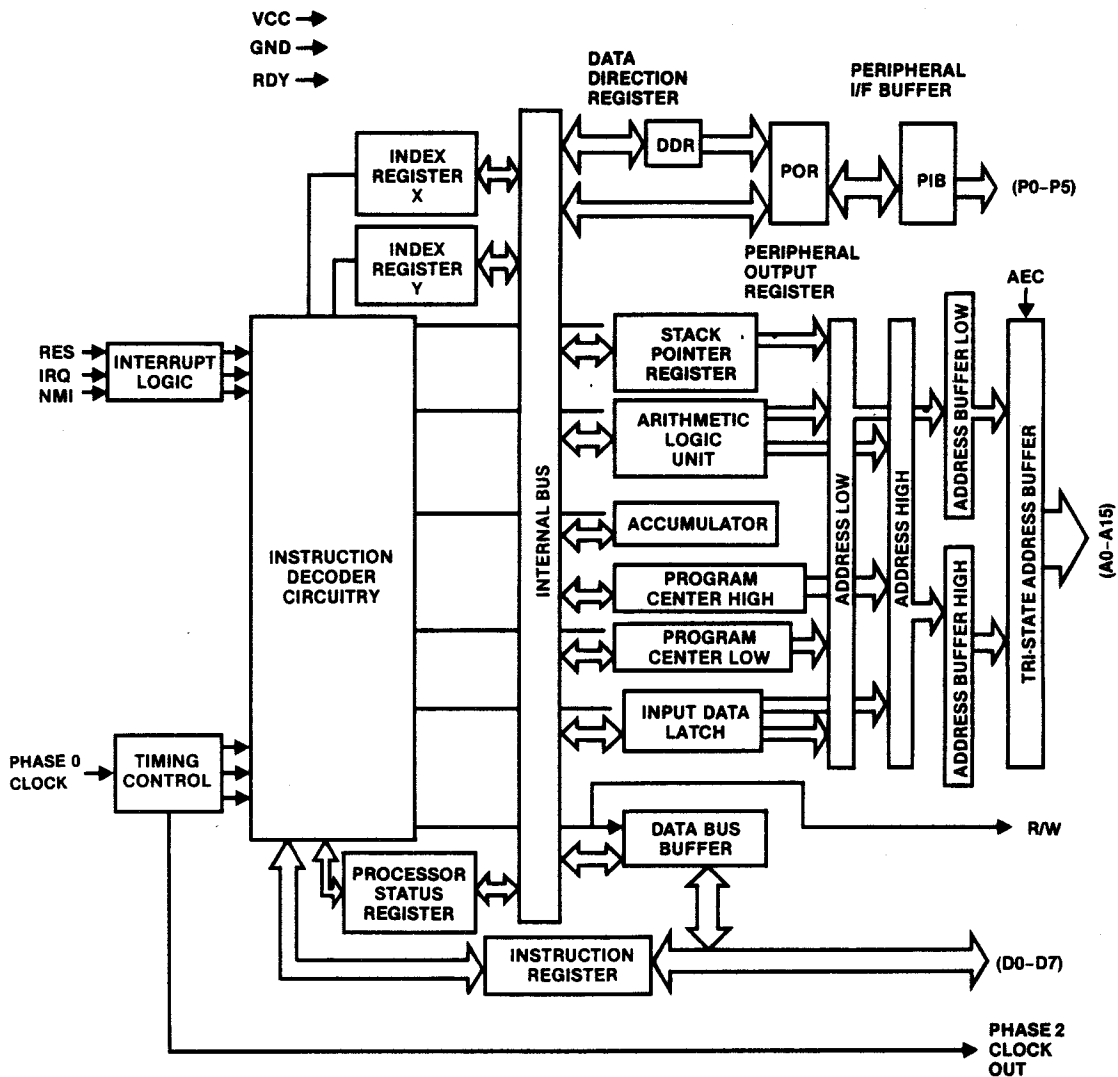 VCC
GND
RDY
DATA
DIRECTION
REGISTER
PERIPHERAL
I/F BUFFER
INDEX
REGISTER
X
DDR
POR
PIB
(P0–P5)
INDEX
REGISTER
Y
PERIPHERAL
OUTPUT
REGISTER
AEC
RES
IRQ
NMI
INTERRUPT
LOGIC
STACK
POINTER
REGISTER
ARITHMETIC
LOGIC
UNIT
ACCUMULATOR
PROGRAM
CENTER HIGH
PROGRAM
CENTER LOW
INPUT DATA
LATCH
INSTRUCTION
DECODER
CIRCUITRY
INTERNAL BUS
ADDRESS LOW
ADDRESS HIGH
ADDRESS BUFFER LOW
ADDRESS BUFFER HIGH
TRI-STATE ADDRESS BUFFER
(A0–A15)
PHASE 0
CLOCK
TIMING
CONTROL
DATA BUS
BUFFER
R/W
PROCESSOR
STATUS
REGISTER
INSTRUCTION
REGISTER
(D0–D7)
PHASE 2
CLOCK
OUT